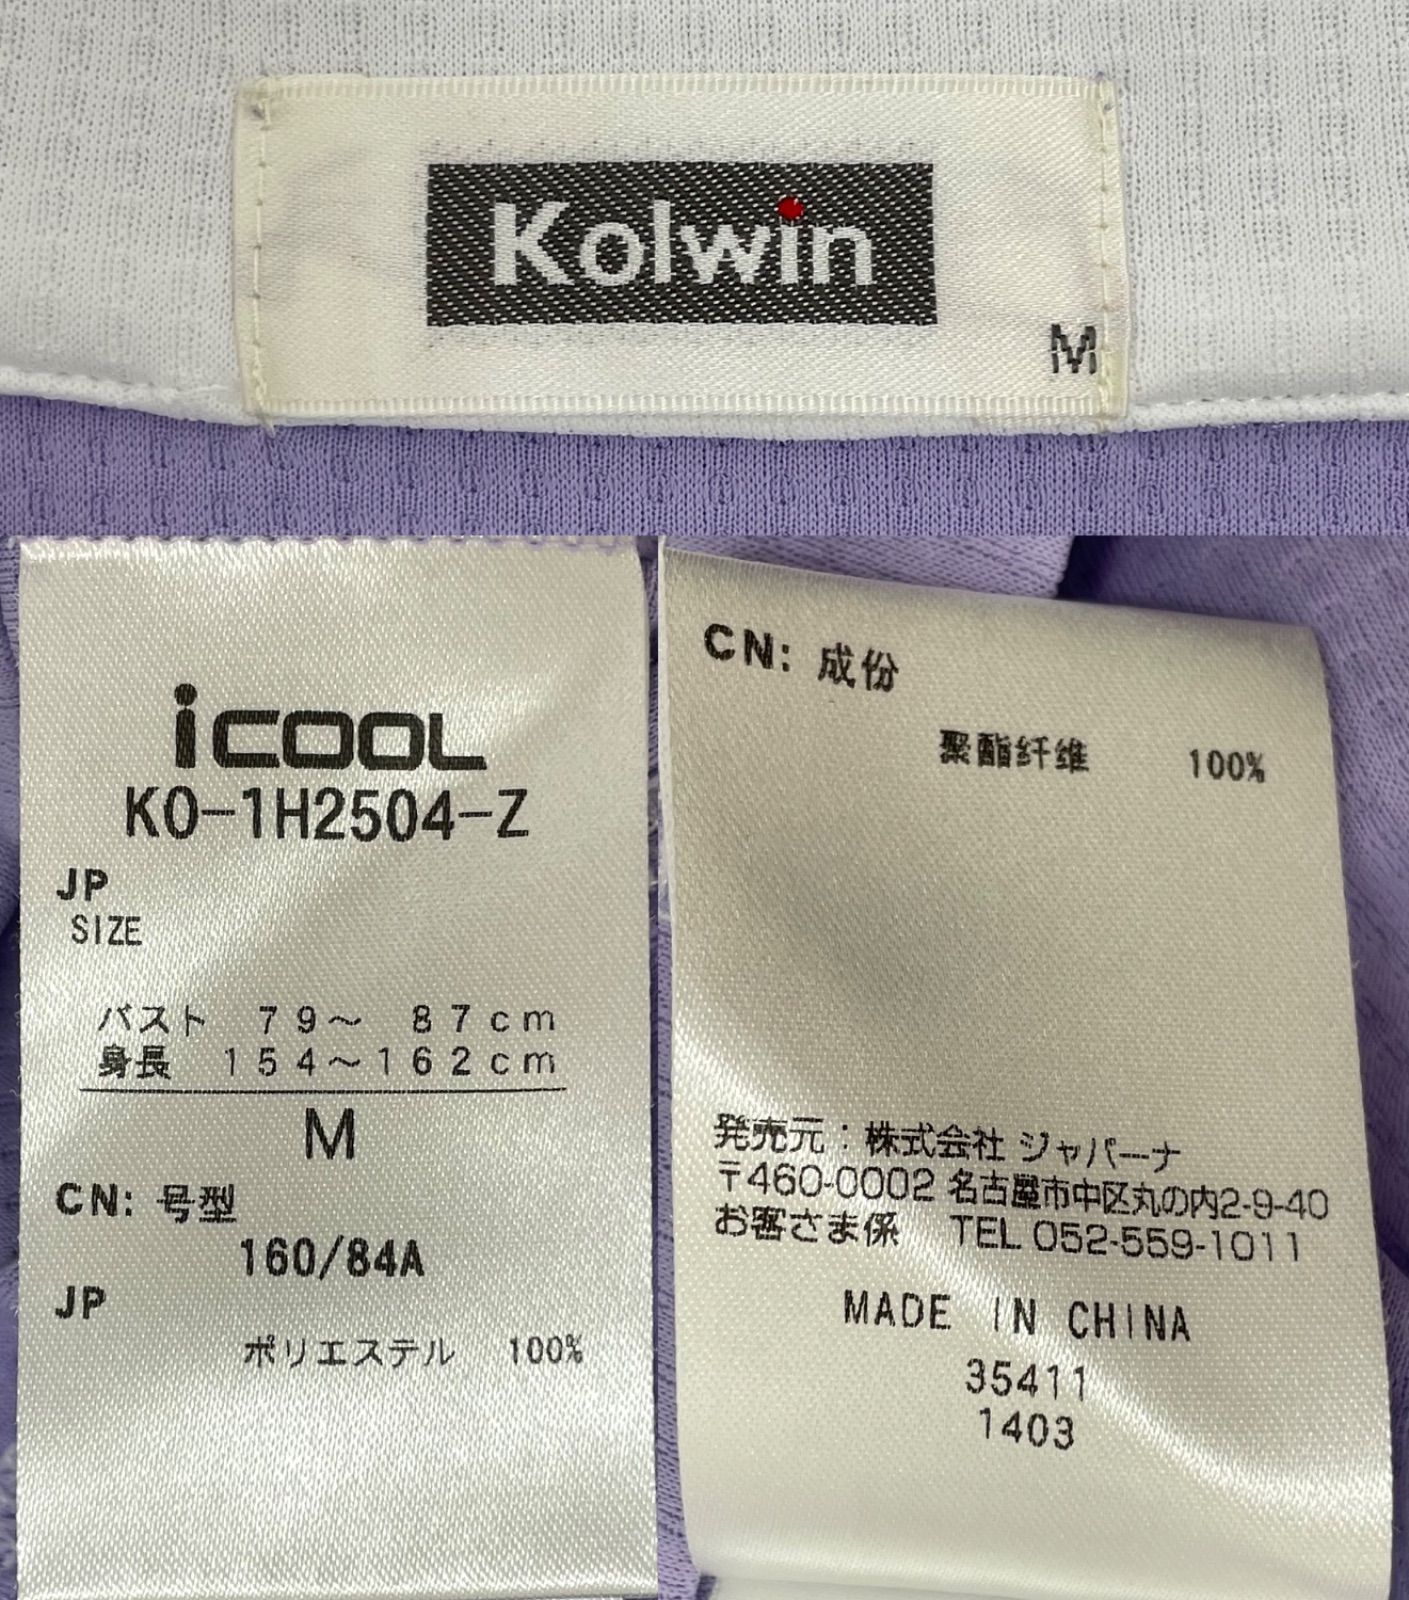 Kolwin
M
iCOOL
KO-1H2504-Z
JP
SIZE
バスト 79～ 87cm
身長 154～162cm
M
CN: 号型
160/84A
JP
ポリエステル 100%
CN: 成份
聚酯纤维 100%
発売元：株式会社 ジャパーナ
〒460-0002 名古屋市中区丸の内2-9-40
お客さま係 TEL 052-559-1011
MADE IN CHINA
35411
1403